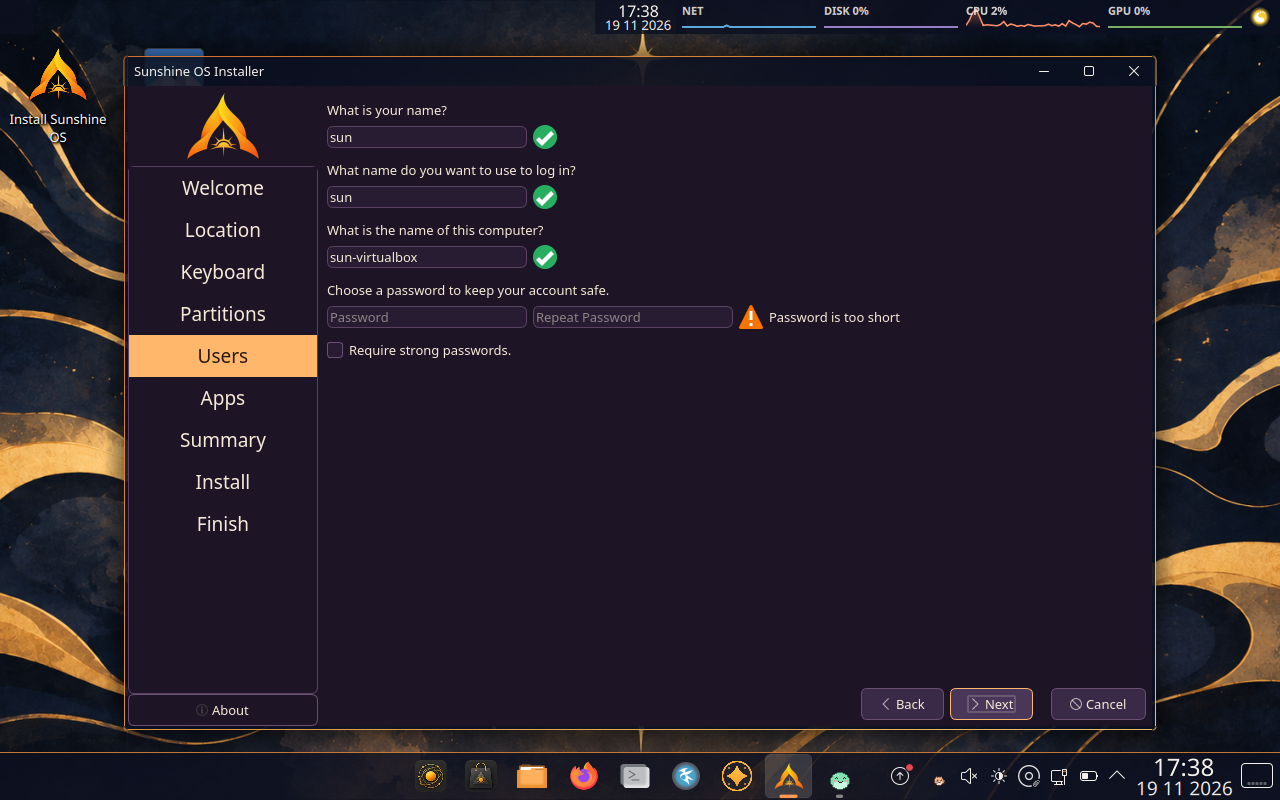 17:38
19 11 2026
NET
DISK 0%
CPU 2%
GPU 0%
Install Sunshine
OS
Sunshine OS Installer
Welcome
Location
Keyboard
Partitions
Users
Apps
Summary
Install
Finish
About
What is your name?
sun
What name do you want to use to log in?
sun
What is the name of this computer?
sun-virtualbox
Choose a password to keep your account safe.
Password
Repeat Password
Password is too short
Require strong passwords.
Back
Next
Cancel
17:38
19 11 2026